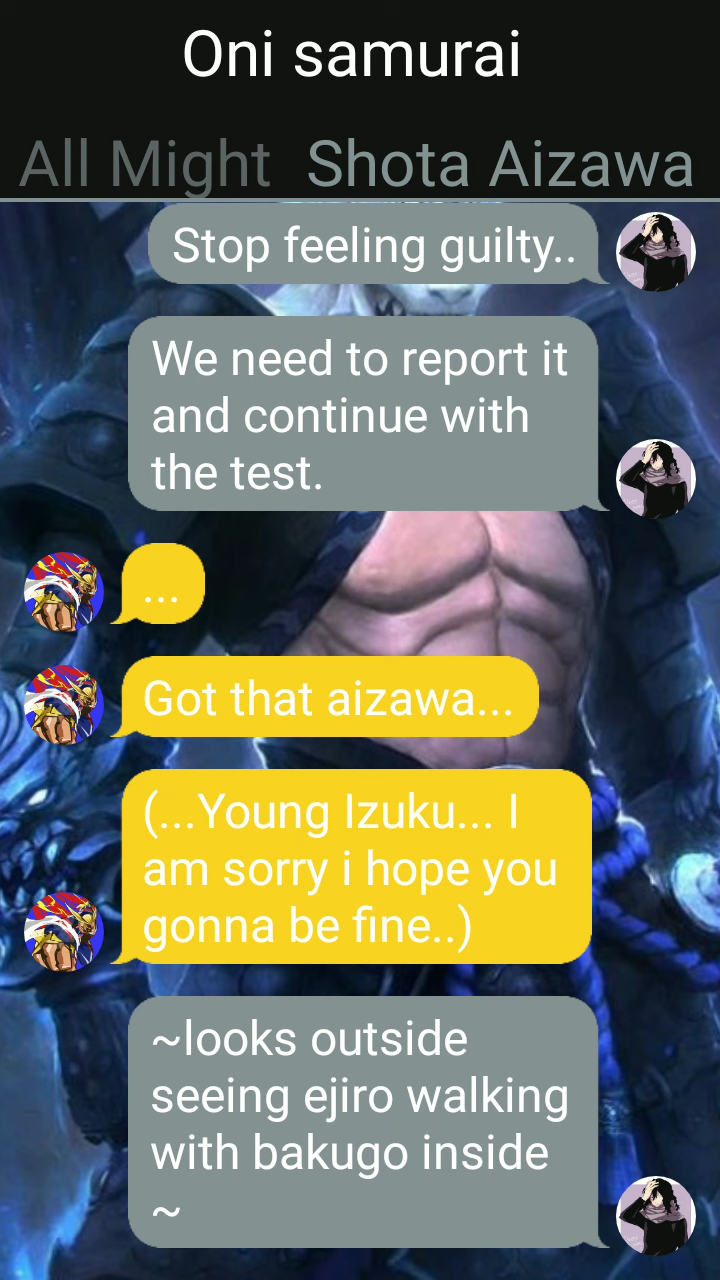 Oni samurai
All Might Shota Aizawa
Stop feeling guilty..
We need to report it
and continue with
the test.
...
Got that aizawa...
(...Young Izuku... I
am sorry i hope you
gonna be fine..)
~looks outside
seeing ejiro walking
with bakugo inside
~